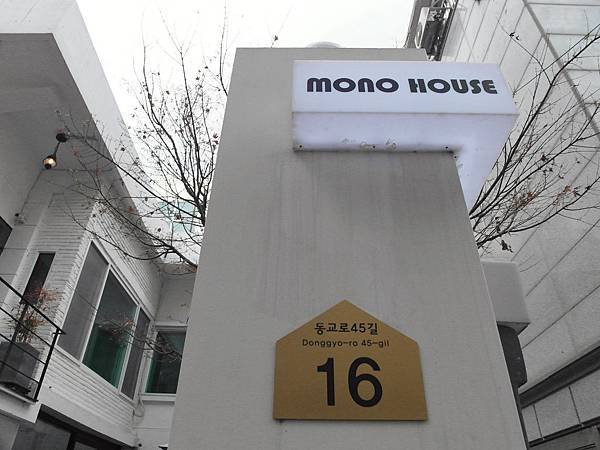 MONO HOUSE
동교로45길
Donggyo-ro 45-gil
16